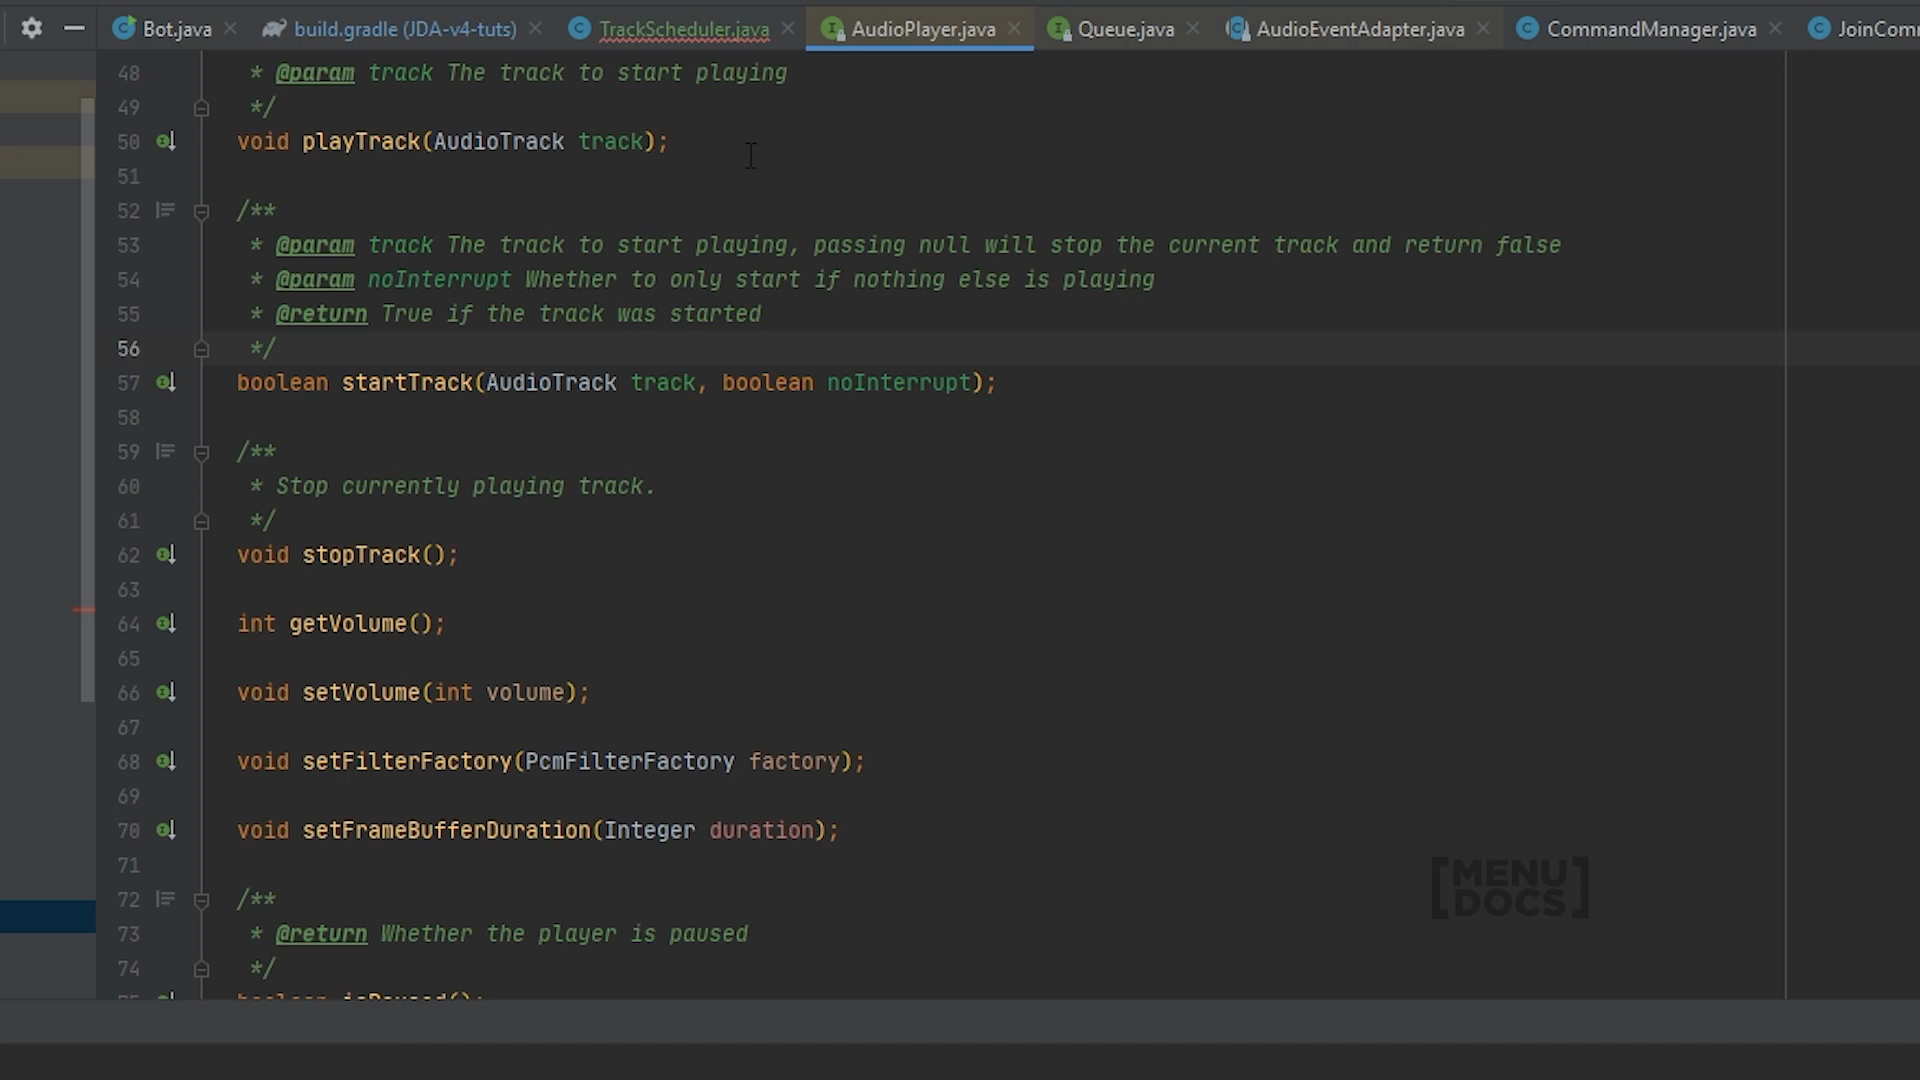 Bot.java build.gradle (JDA-v4-tuts) TrackScheduler.java AudioPlayer.java Queue.java AudioEventAdapter.java CommandManager.java JoinComm
48 * @param track The track to start playing
49 */
50 void playTrack(AudioTrack track);
51
52 /**
53 * @param track The track to start playing, passing null will stop the current track and return false
54 * @param noInterrupt Whether to only start if nothing else is playing
55 * @return True if the track was started
56 */
57 boolean startTrack(AudioTrack track, boolean noInterrupt);
58
59 /**
60 * Stop currently playing track.
61 */
62 void stopTrack();
63
64 int getVolume();
65
66 void setVolume(int volume);
67
68 void setFilterFactory(PcmFilterFactory factory);
69
70 void setFrameBufferDuration(Integer duration);
71
72 /**
73 * @return Whether the player is paused
74 */
75 boolean isPaused();
[MENU
DOCS]